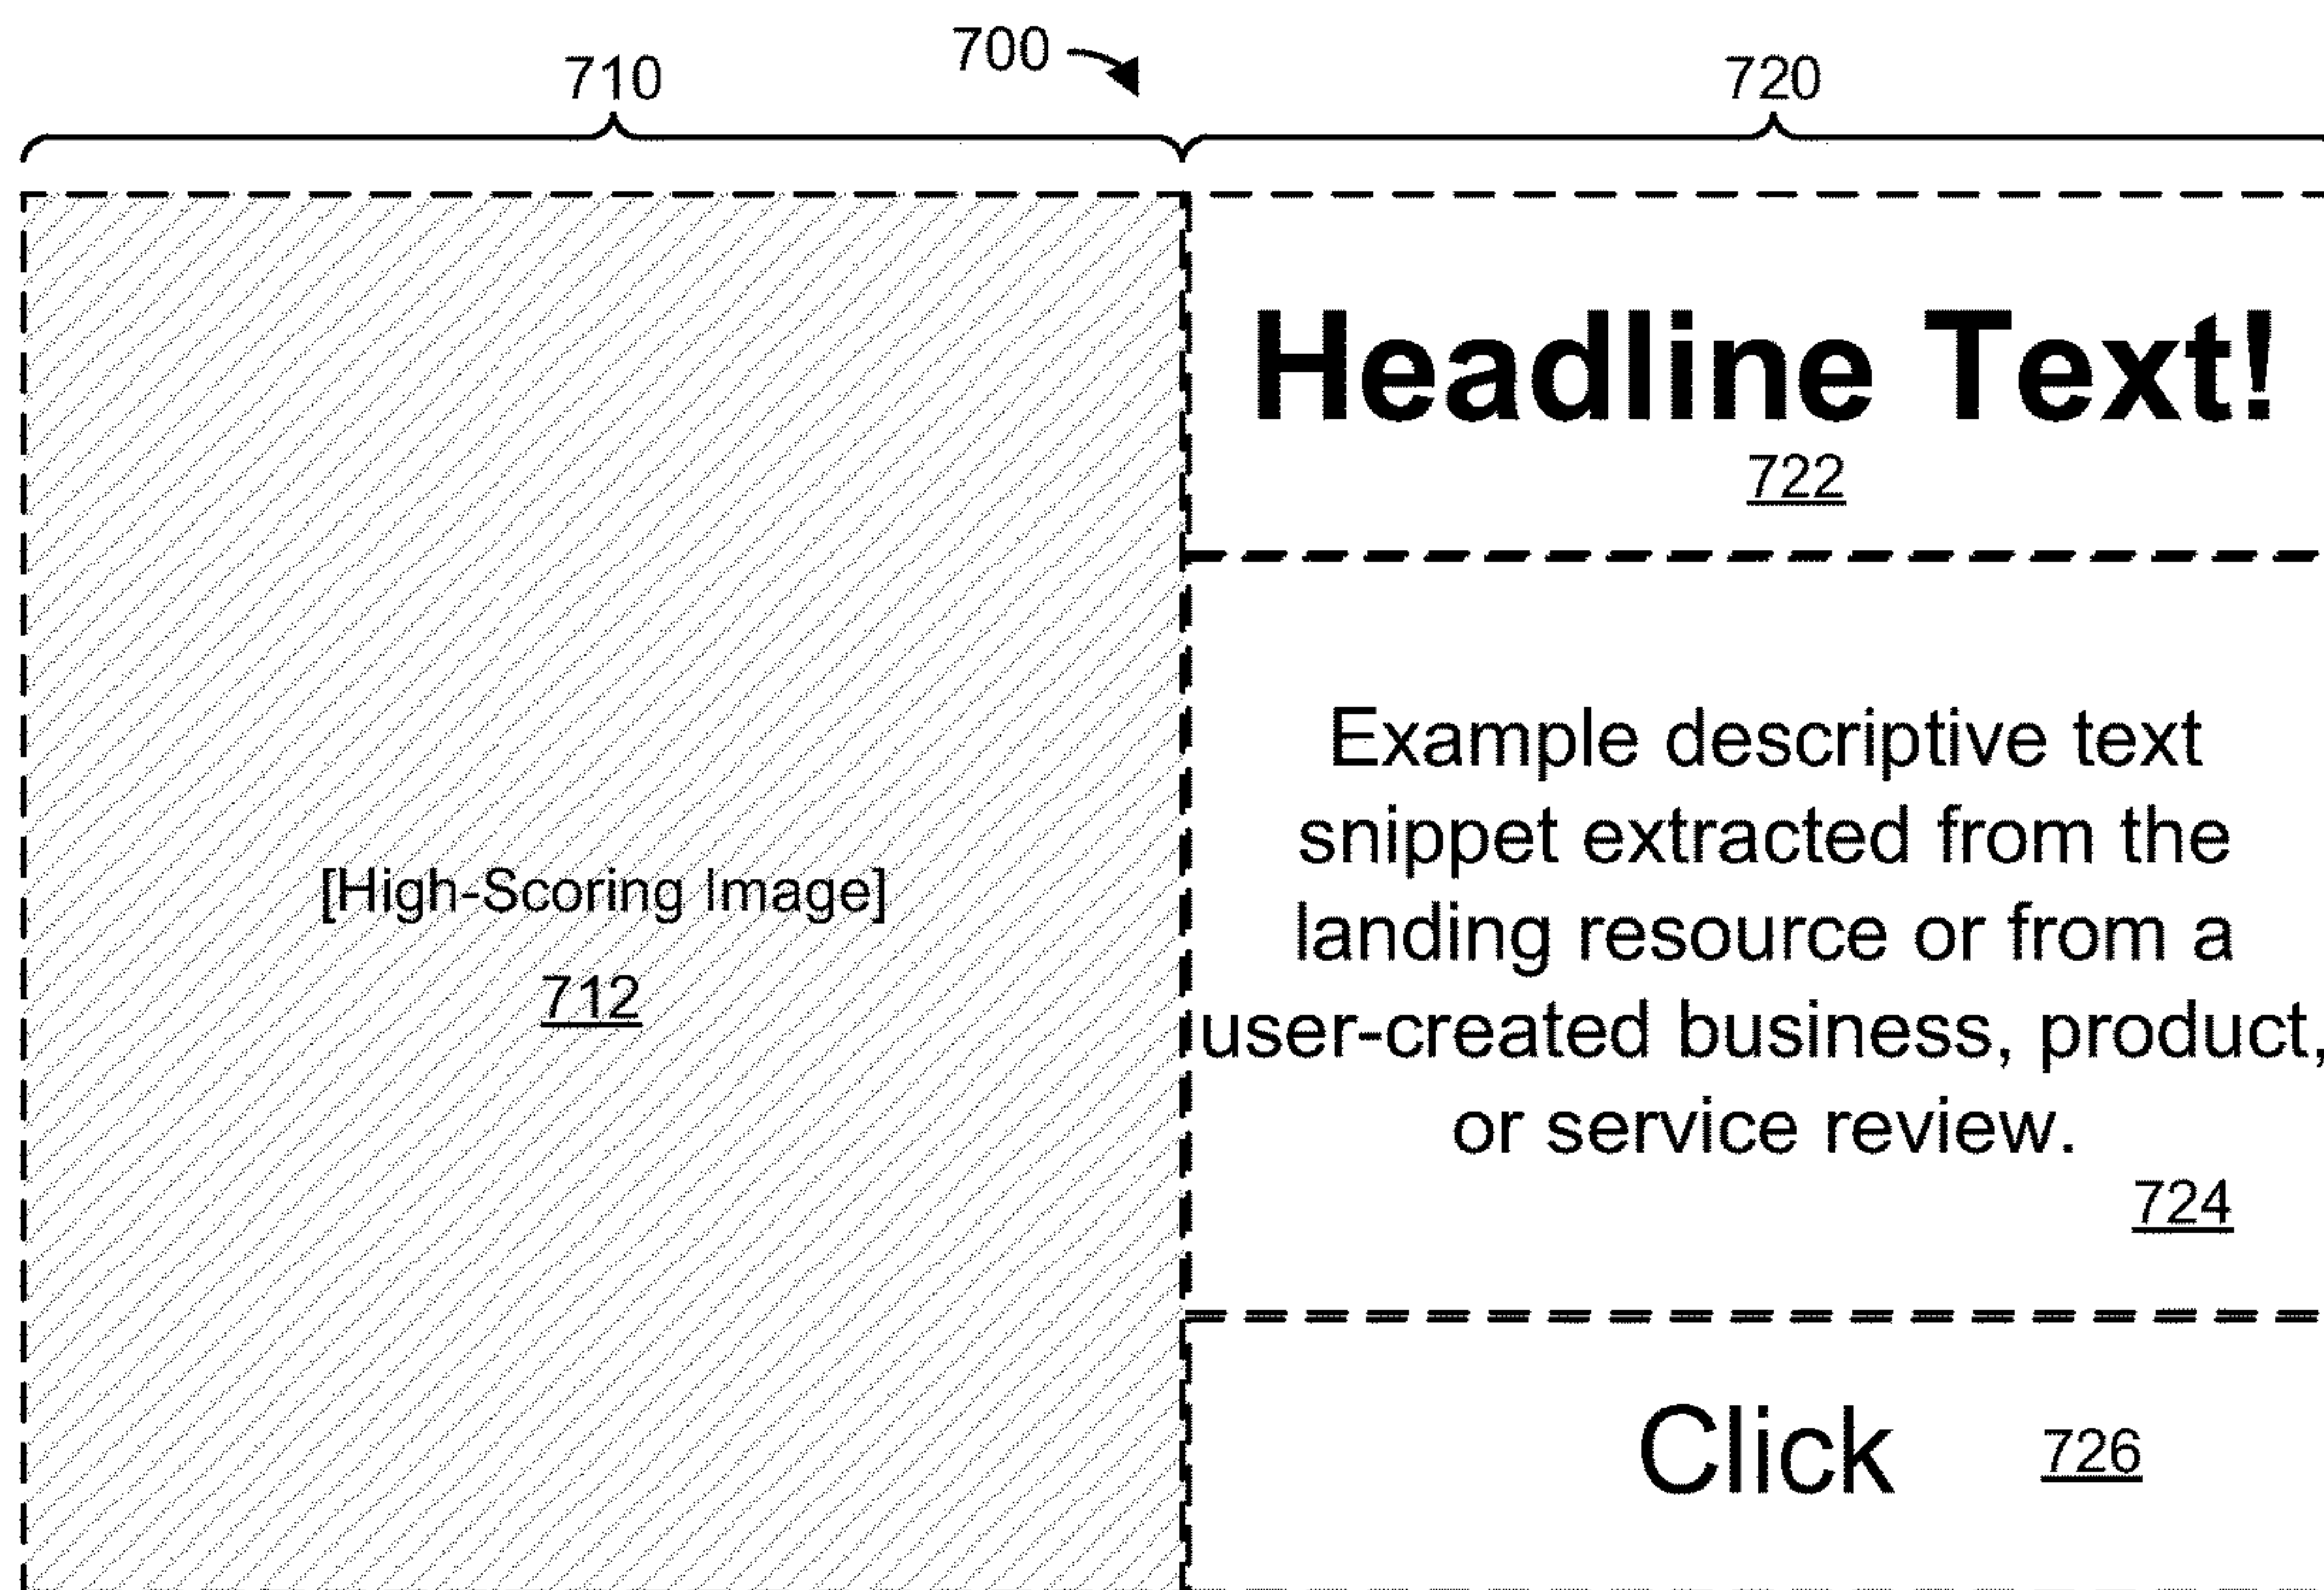 700
710
720
Headline Text!
722
[High-Scoring Image]
712
Example descriptive text
snippet extracted from the
landing resource or from a
user-created business, product,
or service review.
724
Click 726